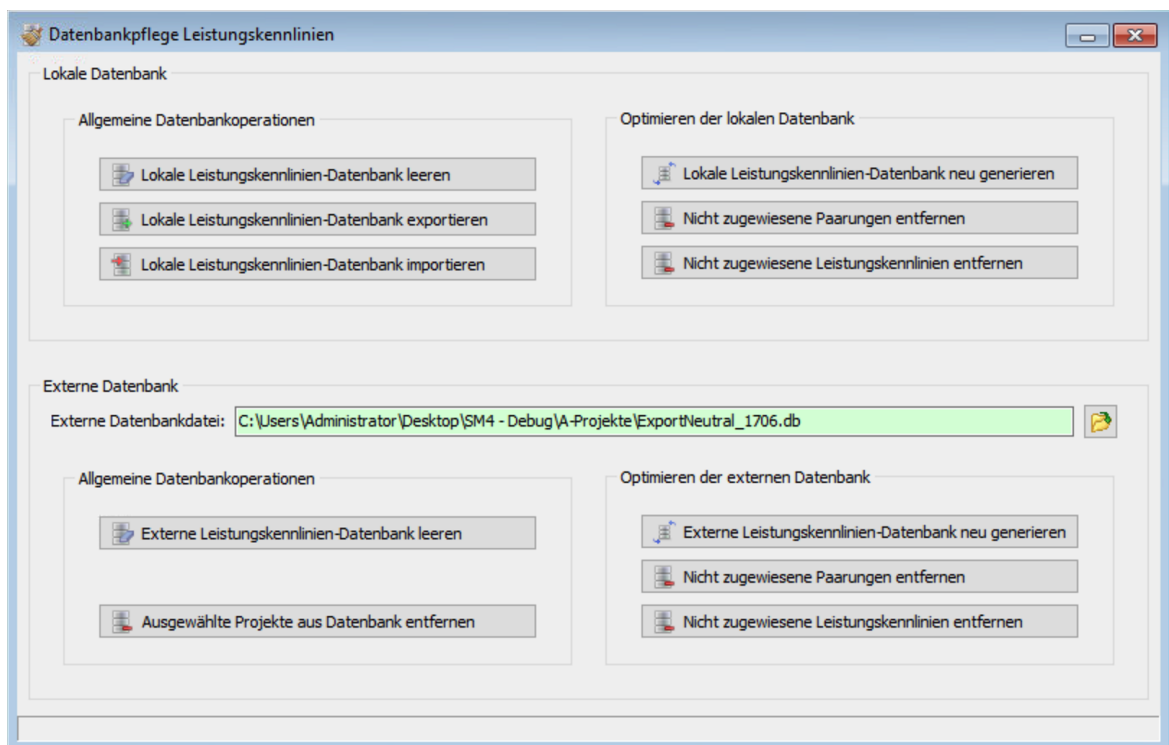 Datenbankpflege Leistungskennlinien
Lokale Datenbank
Allgemeine Datenbankoperationen
Lokale Leistungskennlinien-Datenbank leeren
Lokale Leistungskennlinien-Datenbank exportieren
Lokale Leistungskennlinien-Datenbank importieren
Optimieren der lokalen Datenbank
Lokale Leistungskennlinien-Datenbank neu generieren
Nicht zugewiesene Paarungen entfernen
Nicht zugewiesene Leistungskennlinien entfernen
Externe Datenbank
Externe Datenbankdatei: C:\Users\Administrator\Desktop\SM4 - Debug\A-Projekte\ExportNeutral_1706.db
Allgemeine Datenbankoperationen
Externe Leistungskennlinien-Datenbank leeren
Ausgewählte Projekte aus Datenbank entfernen
Optimieren der externen Datenbank
Externe Leistungskennlinien-Datenbank neu generieren
Nicht zugewiesene Paarungen entfernen
Nicht zugewiesene Leistungskennlinien entfernen